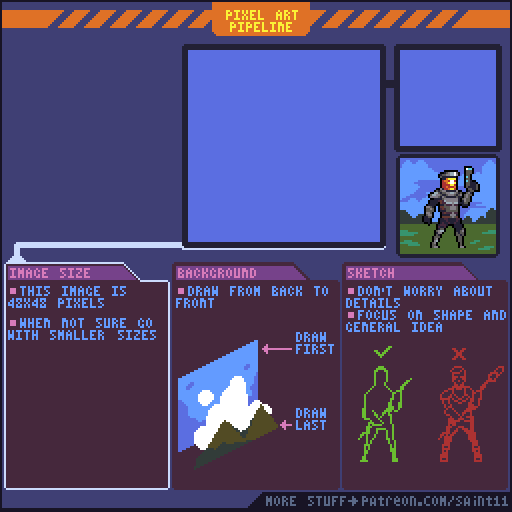 PIXEL ART
PIPELINE
IMAGE SIZE
THIS IMAGE IS
48X48 PIXELS
WHEN NOT SURE GO
WITH SMALLER SIZES
BACKGROUND
DRAW FROM BACK TO
FRONT
DRAW
FIRST
DRAW
LAST
SKETCH
DON'T WORRY ABOUT
DETAILS
FOCUS ON SHAPE AND
GENERAL IDEA
MORE STUFF→PATREON.COM/SAINT11